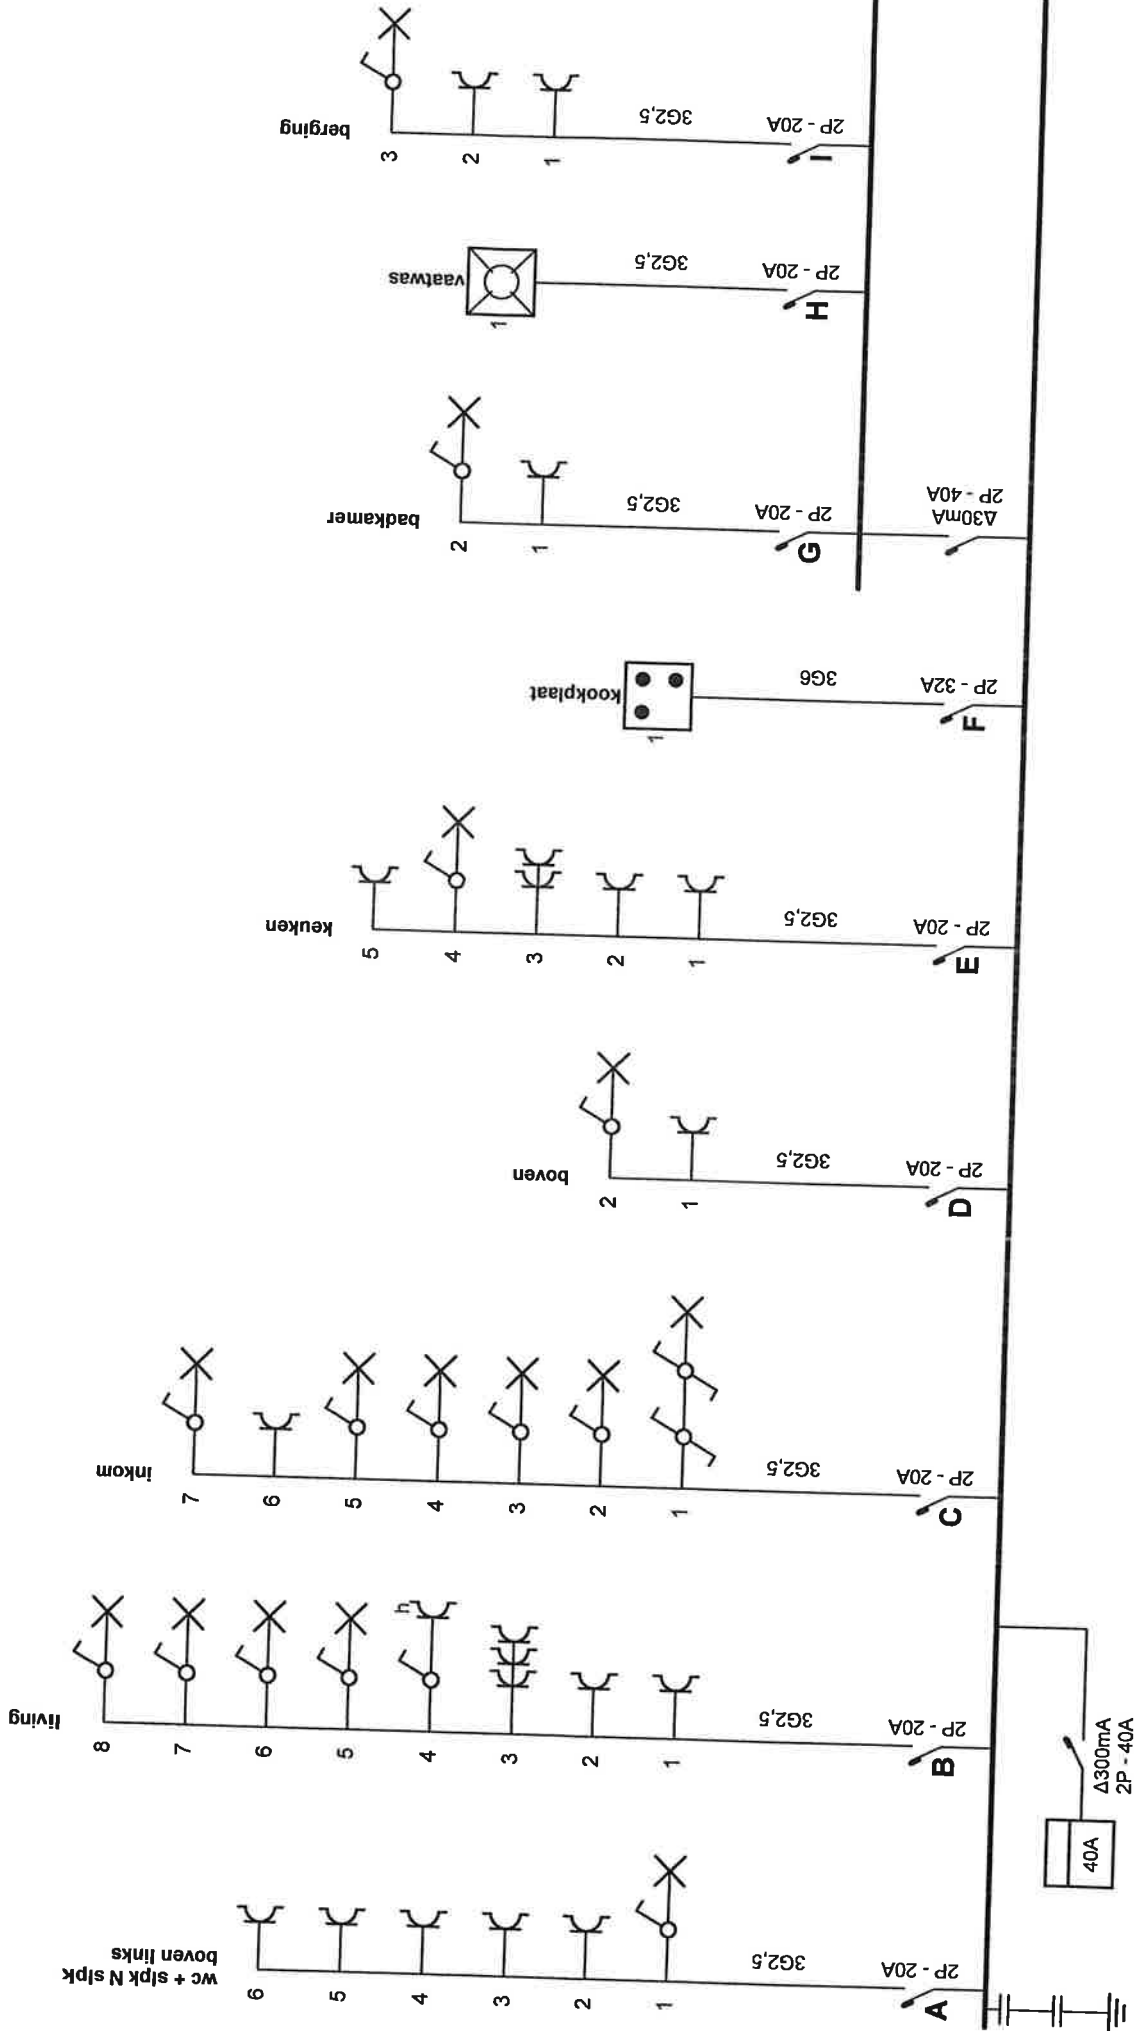 wc + slpk N slpk
boven links
6
5
4
3
2
1
3G2,5
2P - 20A
A
living
8
7
6
5
4
h
3
2
1
3G2,5
2P - 20A
B
40A
Δ300mA
2P - 40A
inkom
7
6
5
4
3
2
1
3G2,5
2P - 20A
C
boven
2
1
3G2,5
2P - 20A
D
keuken
5
4
3
2
1
3G2,5
2P - 20A
E
kookplaat
1
3G6
2P - 32A
F
badkamer
2
1
3G2,5
2P - 20A
G
Δ30mA
2P - 40A
vaatwas
1
3G2,5
2P - 20A
H
berging
3
2
1
3G2,5
2P - 20A
I